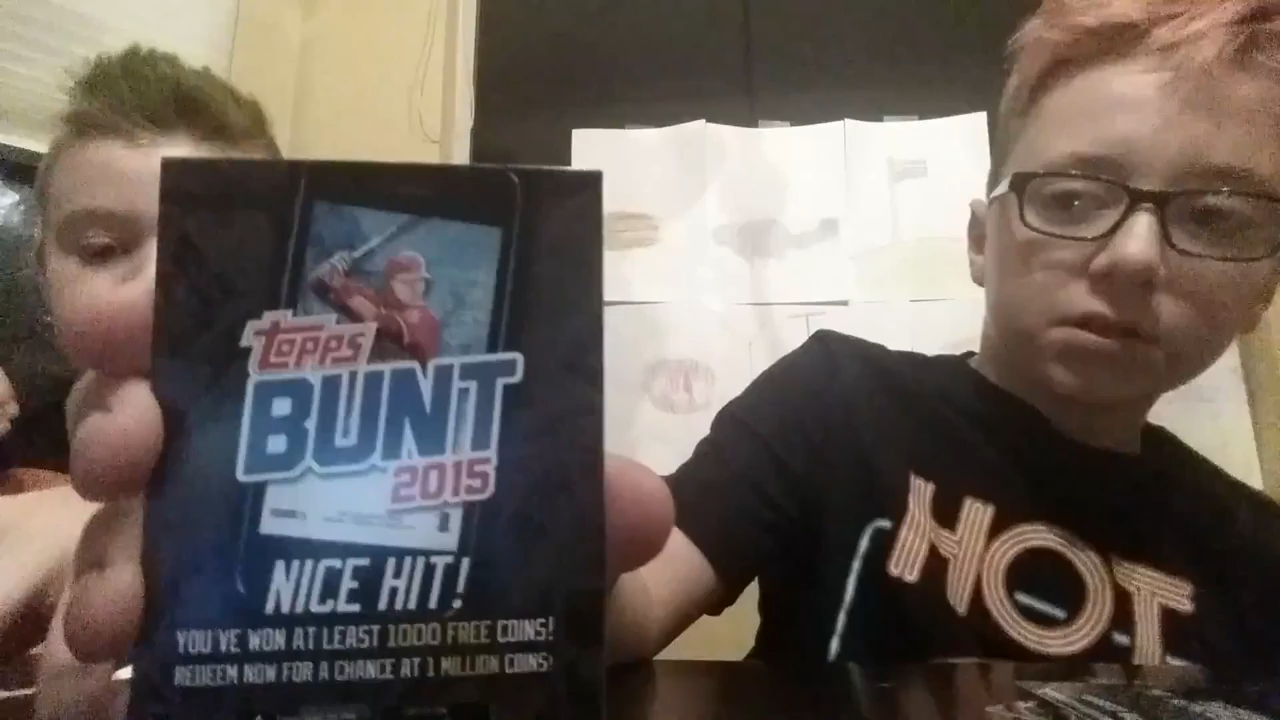 TOPPS
BUNT
2015
NICE HIT!
YOU'VE WON AT LEAST 1000 FREE COINS!
REDEEM NOW FOR A CHANCE AT 1 MILLION COINS!
HOT